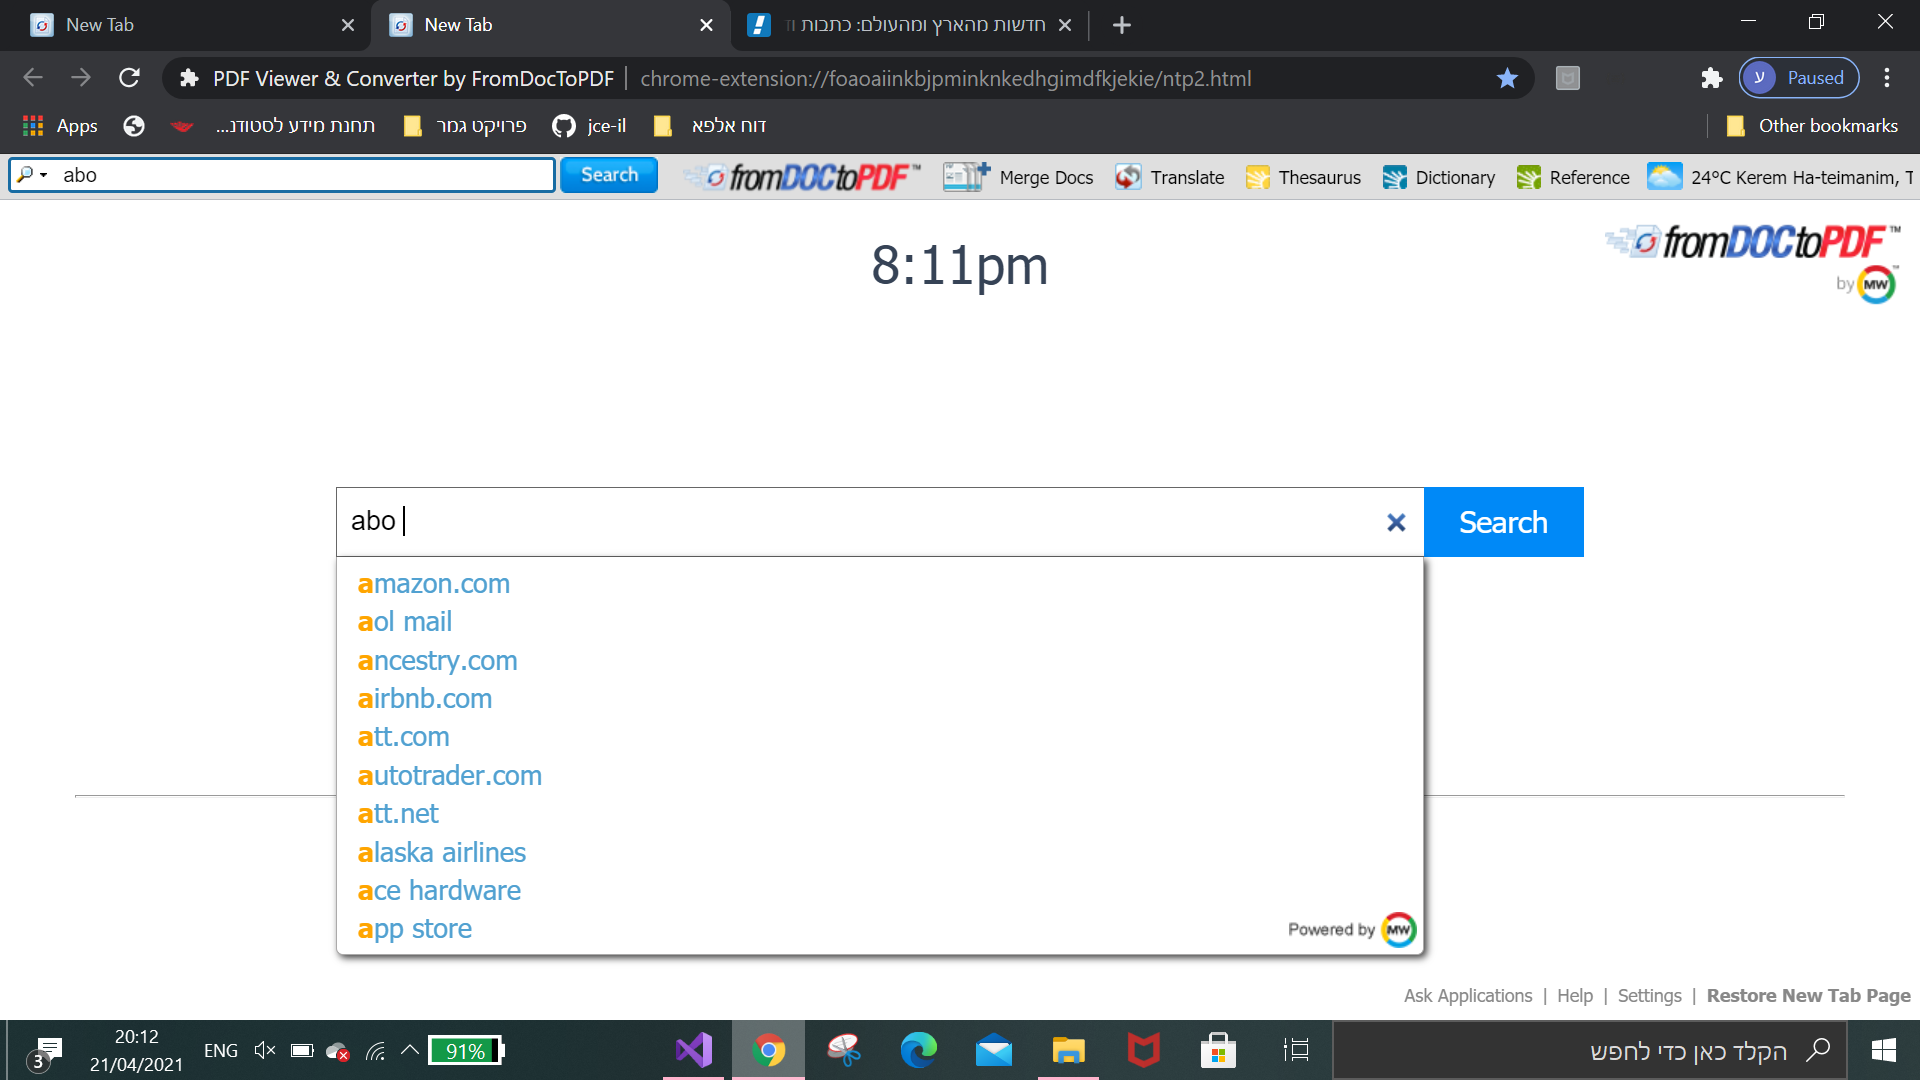 New Tab
New Tab
חדשות מהארץ ומהעולם: כתבות וז
PDF Viewer & Converter by FromDocToPDF
chrome-extension://foaoaiinkbjpminknkedhgimdfkjekie/ntp2.html
ע Paused
Apps
תחנת מידע לסטודנ...
פרויקט גמר
jce-il
דוח אלפא
Other bookmarks
abo
Search
fromDOCtoPDF™
Merge Docs
Translate
Thesaurus
Dictionary
Reference
24°C Kerem Ha-teimanim, T
fromDOCtoPDF™
by MW™
8:11pm
abo
Search
amazon.com
aol mail
ancestry.com
airbnb.com
att.com
autotrader.com
att.net
alaska airlines
ace hardware
app store
Powered by MW
Ask Applications | Help | Settings | Restore New Tab Page
3
20:12
21/04/2021
ENG
91%
הקלד כאן כדי לחפש